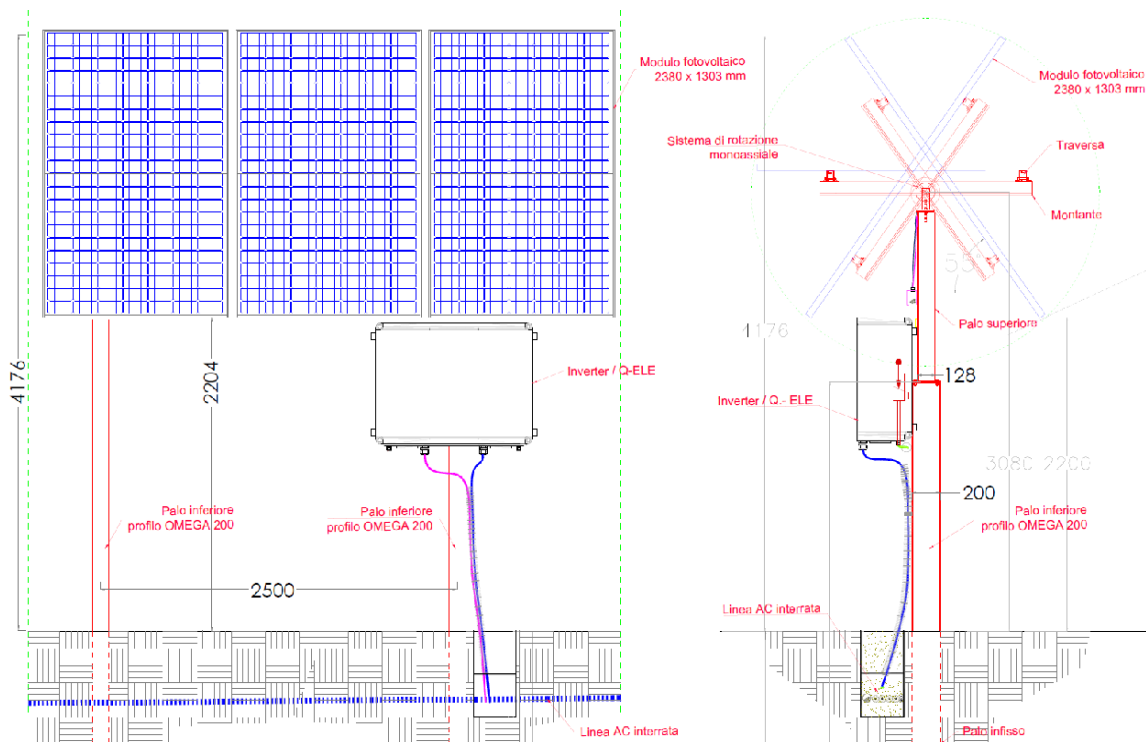 Modulo fotovoltaico
2380 x 1303 mm
4176
2204
Inverter / Q-ELE
Palo inferiore
profilo OMEGA 200
Palo inferiore
profilo OMEGA 200
2500
Linea AC interrata
Modulo fotovoltaico
2380 x 1303 mm
Sistema di rotazione
monoassiale
Traversa
Montante
55°
4176
Palo superiore
128
Inverter / Q.- ELE
3080
2200
200
Palo inferiore
profilo OMEGA 200
Linea AC interrata
Palo infisso